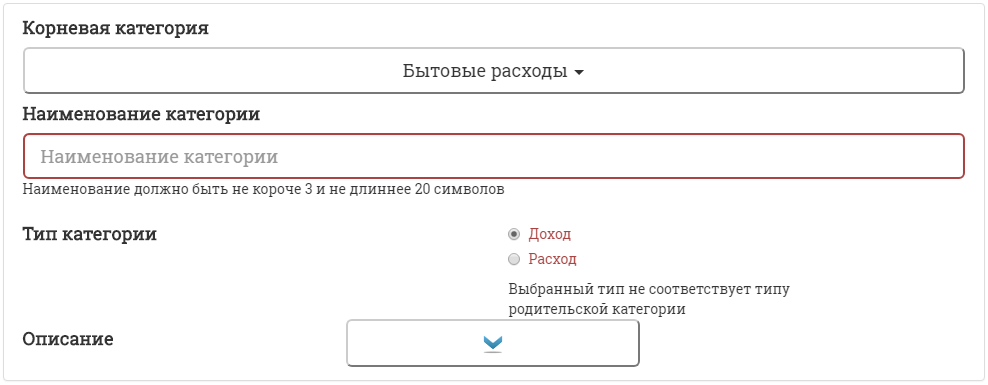 Корневая категория
Бытовые расходы
Наименование категории
Наименование категории
Наименование должно быть не короче 3 и не длиннее 20 символов
Тип категории
Доход
Расход
Выбранный тип не соответствует типу
родительской категории
Описание